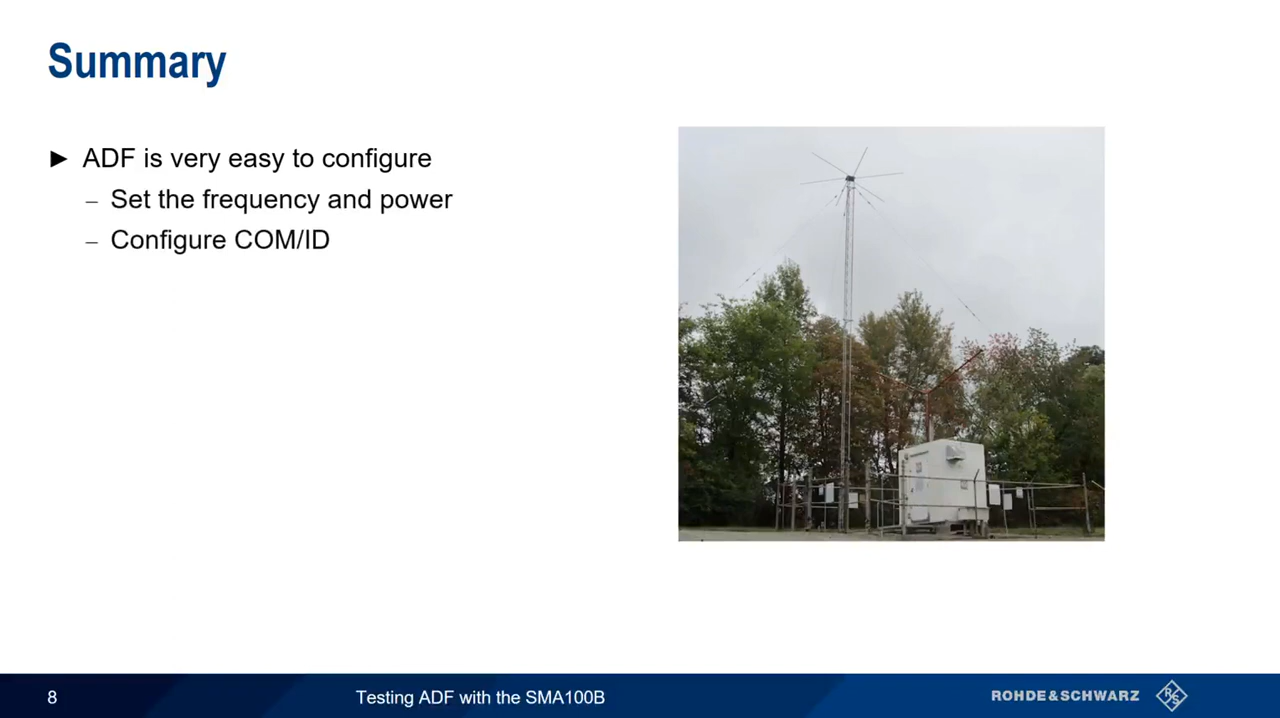 Summary
► ADF is very easy to configure
– Set the frequency and power
– Configure COM/ID
8
Testing ADF with the SMA100B
ROHDE&SCHWARZ
R S